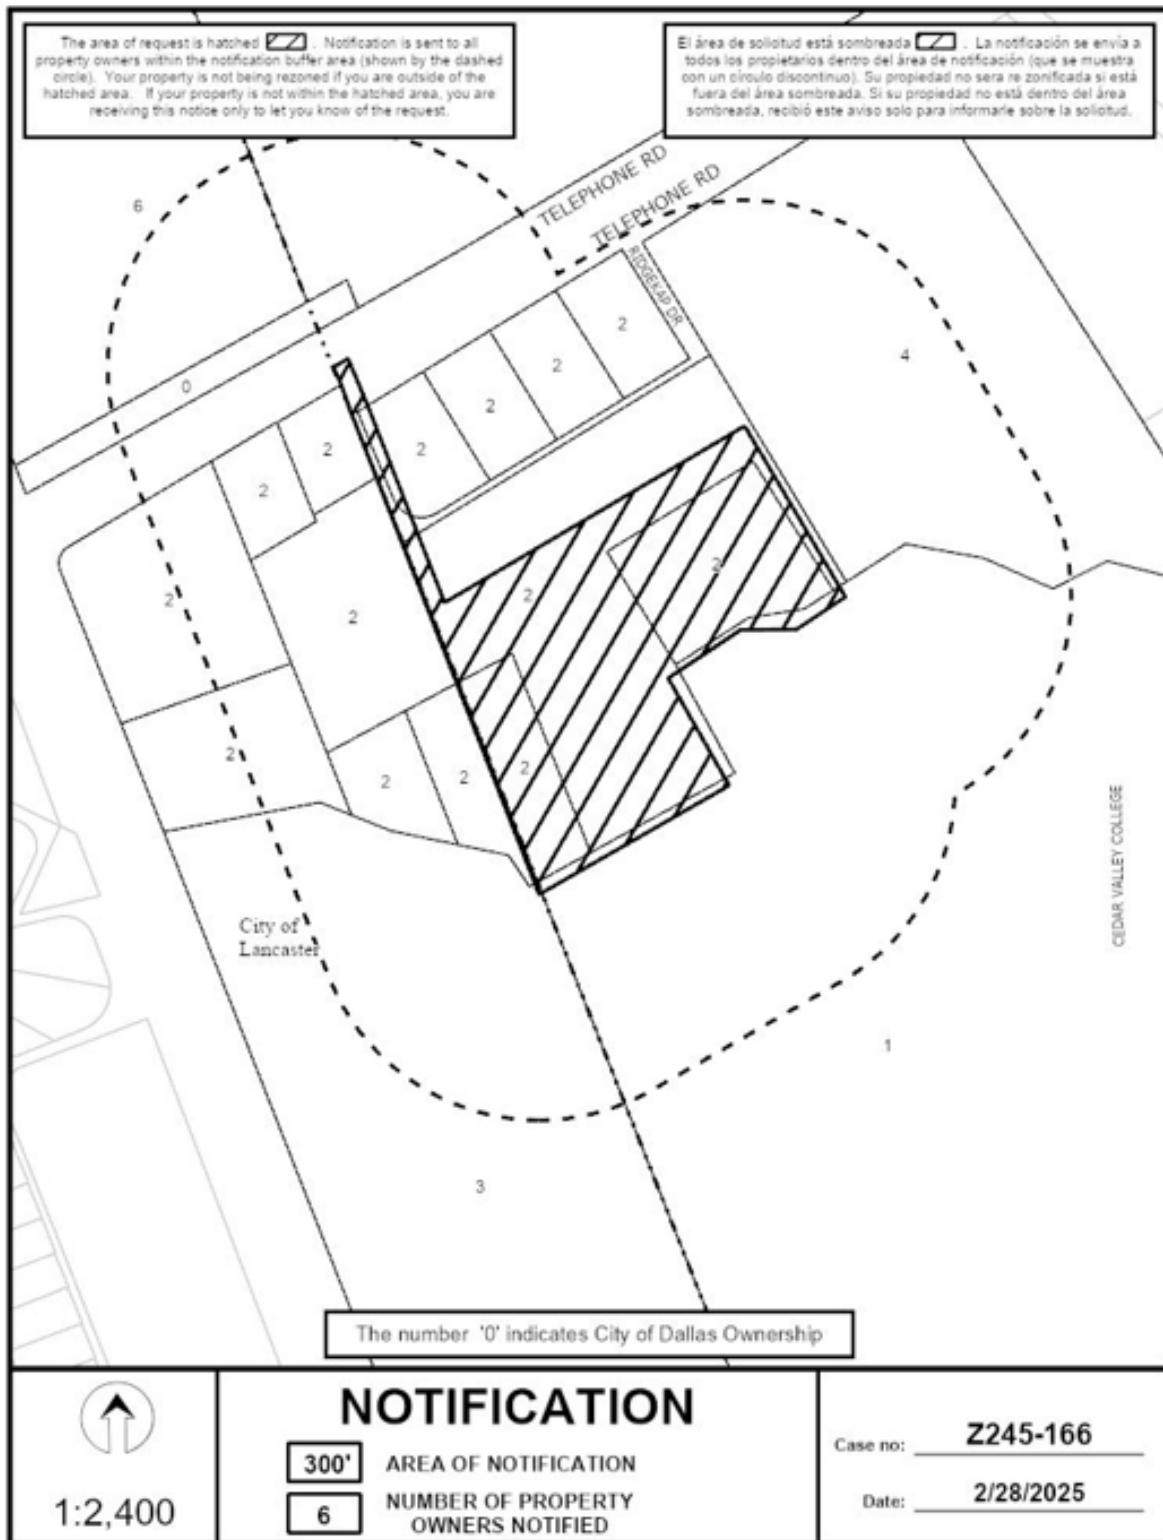 The area of request is hatched . Notification is sent to all
property owners within the notification buffer area (shown by the dashed
circle). Your property is not being rezoned if you are outside of the
hatched area. If your property is not within the hatched area, you are
receiving this notice only to let you know of the request.
El área de solicitud está sombreada . La notificación se envía a
todos los propietarios dentro del área de notificación (que se muestra
con un círculo discontinuo). Su propiedad no sera re zonificada si está
fuera del área sombreada. Si su propiedad no está dentro del área
sombreada, recibió este aviso solo para informarle sobre la solicitud.
TELEPHONE RD
TELEPHONE RD
6
RIDGEKAP DR
2
4
2
0
2
2
2
2
2
2
2
2
2
2
2
2
2
CEDAR VALLEY COLLEGE
City of
Lancaster
1
3
The number '0' indicates City of Dallas Ownership
1:2,400
NOTIFICATION
300' AREA OF NOTIFICATION
6 NUMBER OF PROPERTY
OWNERS NOTIFIED
Case no: Z245-166
Date: 2/28/2025